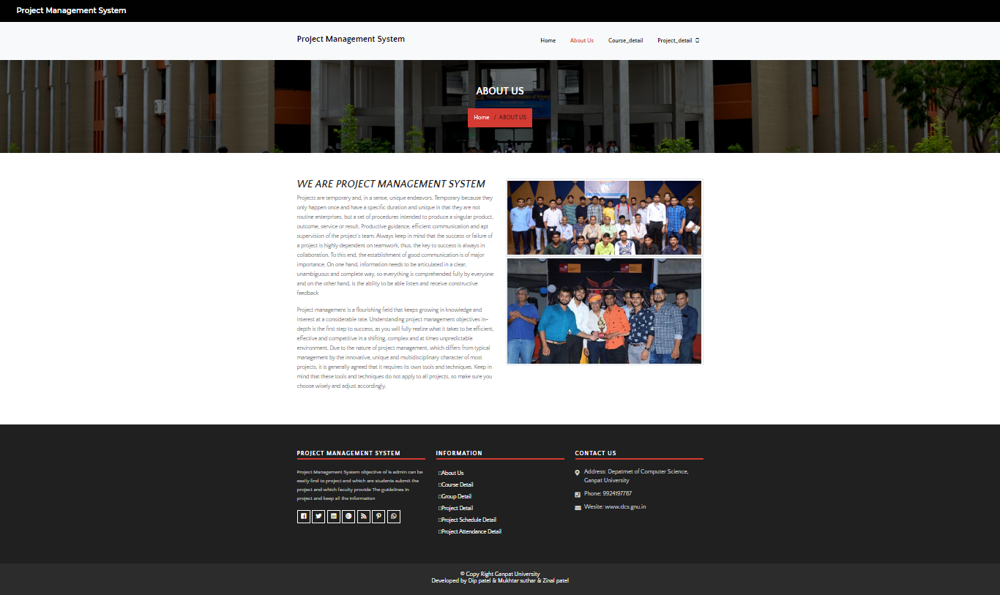 Project Management System
Project Management System
Home
About Us
Course_detail
Project_detail
ABOUT US
Home / ABOUT US
WE ARE PROJECT MANAGEMENT SYSTEM
Projects are temporary and, in a sense, unique endeavors. Temporary because they
only happen once and have a specific duration and unique in that they are not
routine enterprises, but a set of procedures intended to produce a singular product,
outcome, service or result. Productive guidance, efficient communication and apt
supervision of the project's team. Always keep in mind that the success or failure of
a project is highly dependent on teamwork, thus, the key to success is always in
collaboration. To this end, the establishment of good communication is of major
importance. On one hand, information needs to be articulated in a clear,
unambiguous and complete way, so everything is comprehended fully by everyone
and on the other hand, is the ability to be able listen and receive constructive
feedback
Project management is a flourishing field that keeps growing in knowledge and
interest at a considerable rate. Understanding project management objectives in-
depth is the first step to success, as you will fully realize what it takes to be efficient,
effective and competitive in a shifting, complex and at times unpredictable
environment. Due to the nature of project management, which differs from typical
management by the innovative, unique and multidisciplinary character of most
projects, it is generally agreed that it requires its own tools and techniques. Keep in
mind that these tools and techniques do not apply to all projects, so make sure you
choose wisely and adjust accordingly.
PROJECT MANAGEMENT SYSTEM
Project Management System objective of is admin can be
easily find to project and which are students submit the
project and which faculty provide The guidelines in
project and keep all the information
INFORMATION
About Us
Course Detail
Group Detail
Project Detail
Project Schedule Detail
Project Attendance Detail
CONTACT US
Address: Depatmet of Computer Science,
Ganpat University
Phone: 9924197787
Wesite: www.dcs.gnu.in
© Copy Right Ganpat University
Developed by Dip patel & Mukhtar suthar & Zinal patel